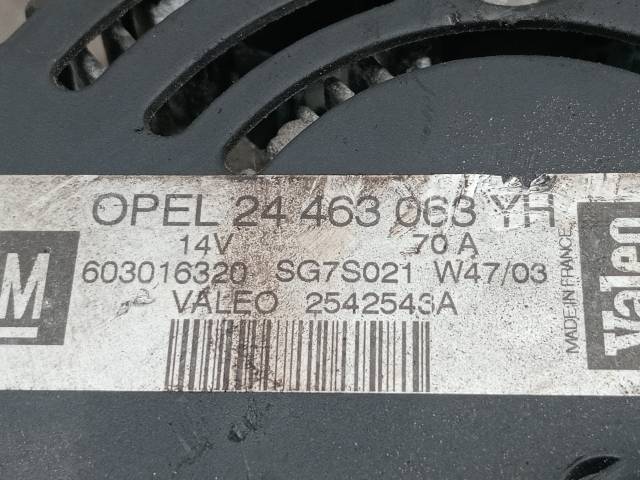 OPEL 24 463 063 YH
14V 70 A
603016320 SG7S021 W47/03
VALEO 2542543A
M
MADE IN FRANCE
Valeo